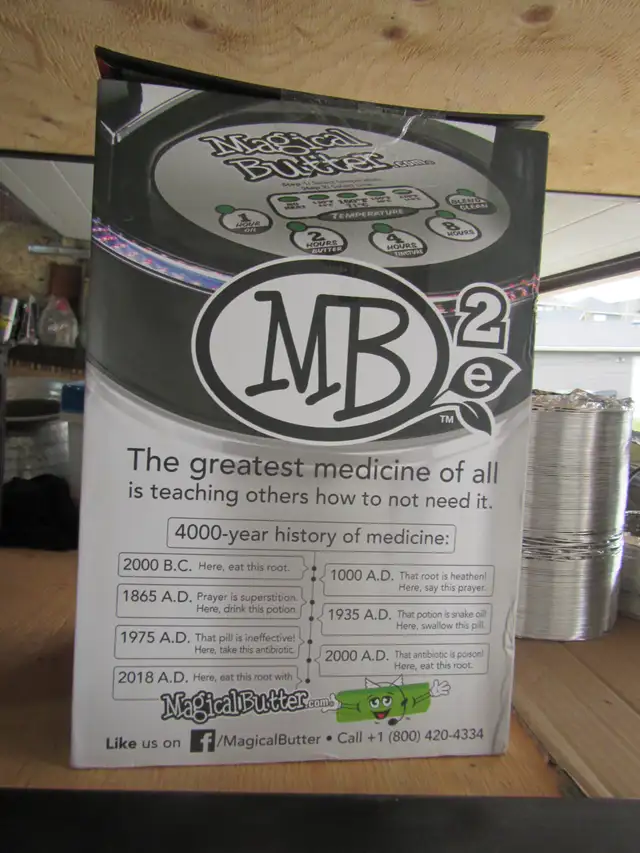 Magical
Butter.com
TEMPERATURE
1
HOUR
OIL
2
HOURS
BUTTER
4
HOURS
TINCTURE
8
HOURS
MB
2
e
TM
The greatest medicine of all
is teaching others how to not need it.
4000-year history of medicine:
2000 B.C. Here, eat this root.
1000 A.D. That root is heathen!
Here, say this prayer.
1865 A.D. Prayer is superstition.
Here, drink this potion
1935 A.D. That potion is snake oil!
Here, swallow this pill.
1975 A.D. That pill is ineffective!
Here, take this antibiotic.
2000 A.D. That antibiotic is poison!
Here, eat this root.
2018 A.D. Here, eat this root with
MagicalButter.com
Like us on f/MagicalButter • Call +1 (800) 420-4334